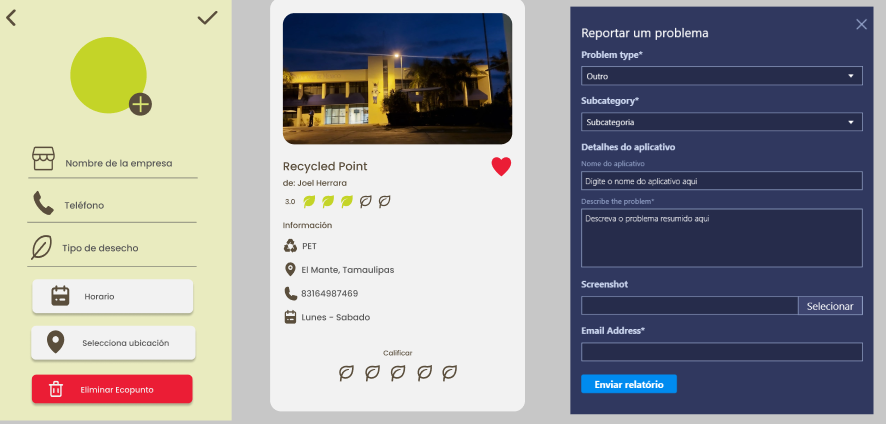 Nombre de la empresa
Teléfono
Tipo de desecho
Horario
Selecciona ubicación
Eliminar Ecopunto
Recycled Point
de: Joel Herrara
3.0
Información
PET
El Mante, Tamaulipas
83164987469
Lunes - Sabado
Calificar
Reportar um problema
Problem type*
Outro
Subcategory*
Subcategoria
Detalhes do aplicativo
Nome do aplicativo
Digite o nome do aplicativo aqui
Describe the problem*
Descreva o problema resumido aqui
Screenshot
Selecionar
Email Address*
Enviar relatório